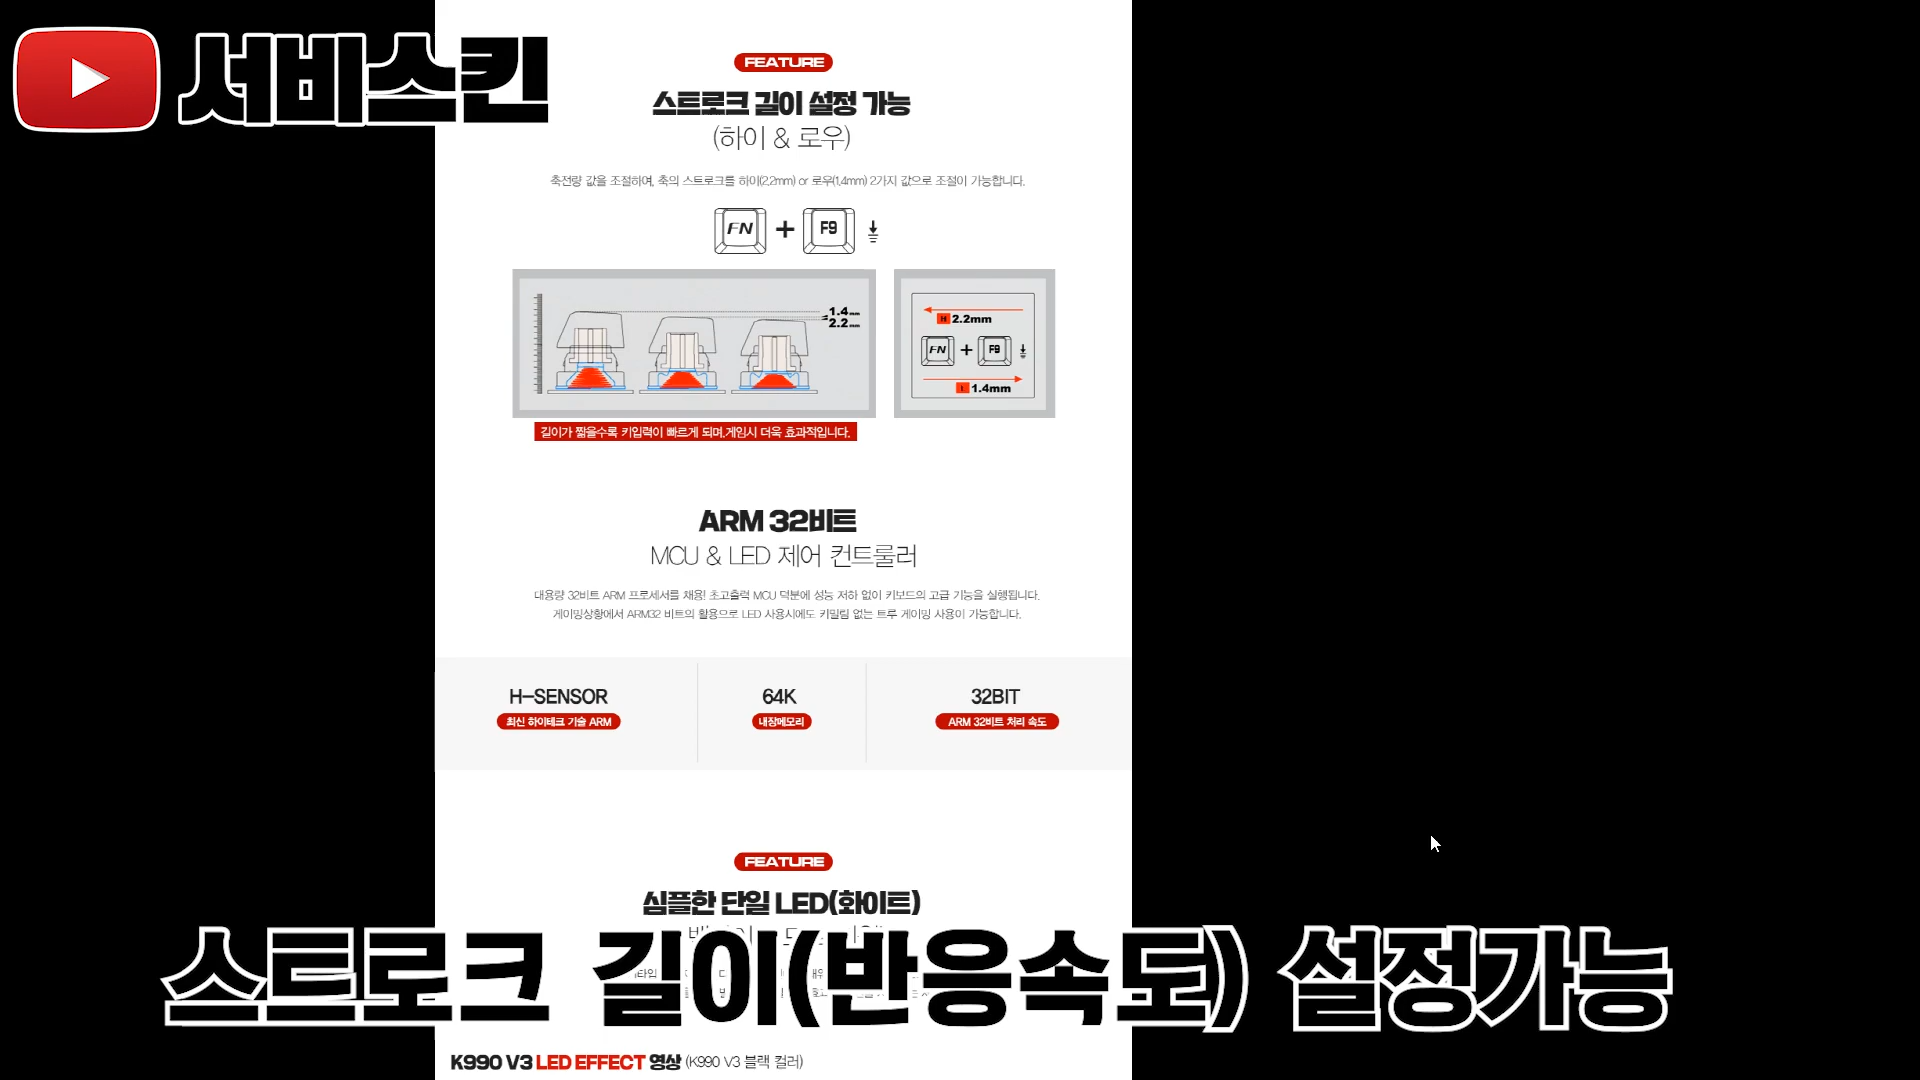 서비스킨
FEATURE
스트로크 길이 설정 가능
(하이 & 로우)
축전량 값을 조절하여, 축의 스트로크를 하이(2.2mm) or 로우(1.4mm) 2가지 값으로 조절이 가능합니다.
FN + F9
1.4mm
2.2mm
H 2.2mm
FN + F9
L 1.4mm
길이가 짧을수록 키입력이 빠르게 되며,게임시 더욱 효과적입니다.
ARM 32비트
MCU & LED 제어 컨트롤러
대용량 32비트 ARM 프로세서를 채용! 초고출력 MCU 덕분에 성능 저하 없이 키보드의 고급 기능을 실행됩니다.
게이밍상황에서 ARM32 비트의 활용으로 LED 사용시에도 키밀림 없는 트루 게이밍 사용이 가능합니다.
H-SENSOR
최신 하이테크 기술 ARM
64K
내장메모리
32BIT
ARM 32비트 처리 속도
FEATURE
심플한 단일 LED(화이트)
스트로크 길이(반응속도) 설정가능
K990 V3 LED EFFECT 영상 (K990 V3 블랙 컬러)